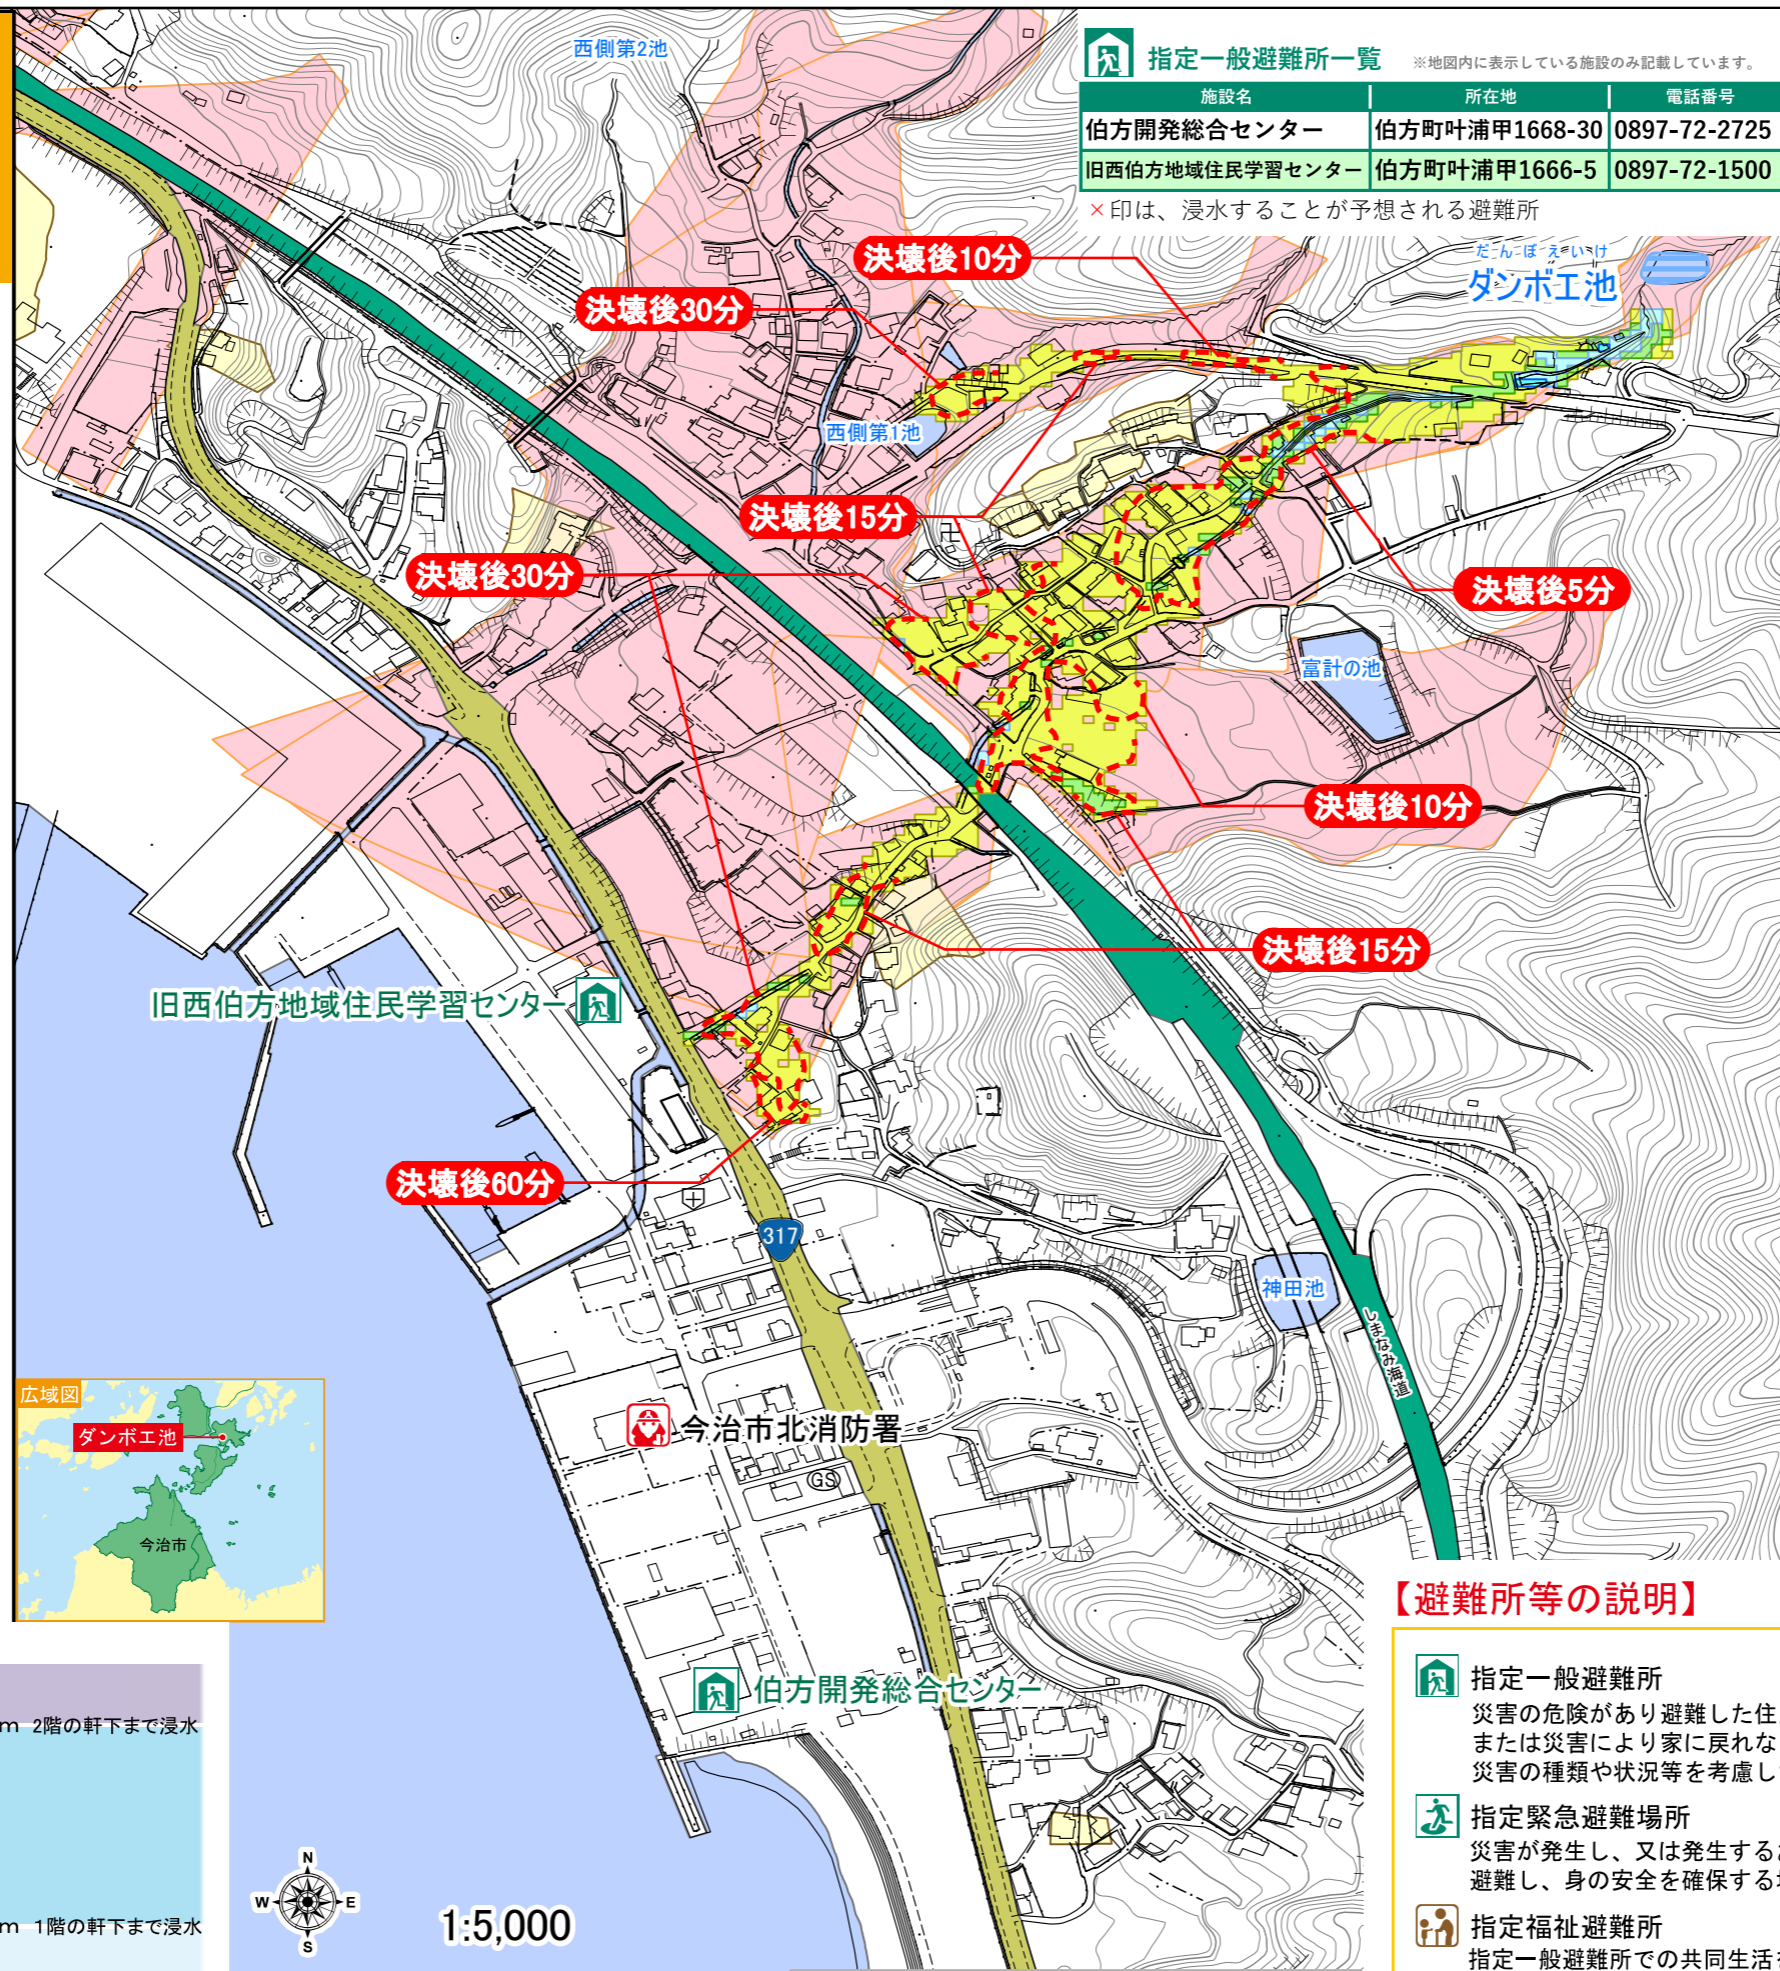 指定一般避難所一覧 ※地図内に表示している施設のみ記載しています。
施設名 所在地 電話番号
伯方開発総合センター 伯方町叶浦甲1668-30 0897-72-2725
旧西伯方地域住民学習センター 伯方町叶浦甲1666-5 0897-72-1500
×印は、浸水することが予想される避難所
西側第2池
決壊後10分
だんぼえいけ
ダンボエ池
決壊後30分
西側第1池
決壊後15分
決壊後30分
決壊後5分
富計の池
決壊後10分
決壊後15分
旧西伯方地域住民学習センター
決壊後60分
317
神田池
しまなみ海道
広域図
ダンボエ池
今治市
今治市北消防署
GS
伯方開発総合センター
m 2階の軒下まで浸水
m 1階の軒下まで浸水
N
W E
S
1:5,000
【避難所等の説明】
指定一般避難所
災害の危険があり避難した住
または災害により家に戻れな
災害の種類や状況等を考慮し
指定緊急避難場所
災害が発生し、又は発生する
避難し、身の安全を確保する
指定福祉避難所
指定一般避難所での共同生活